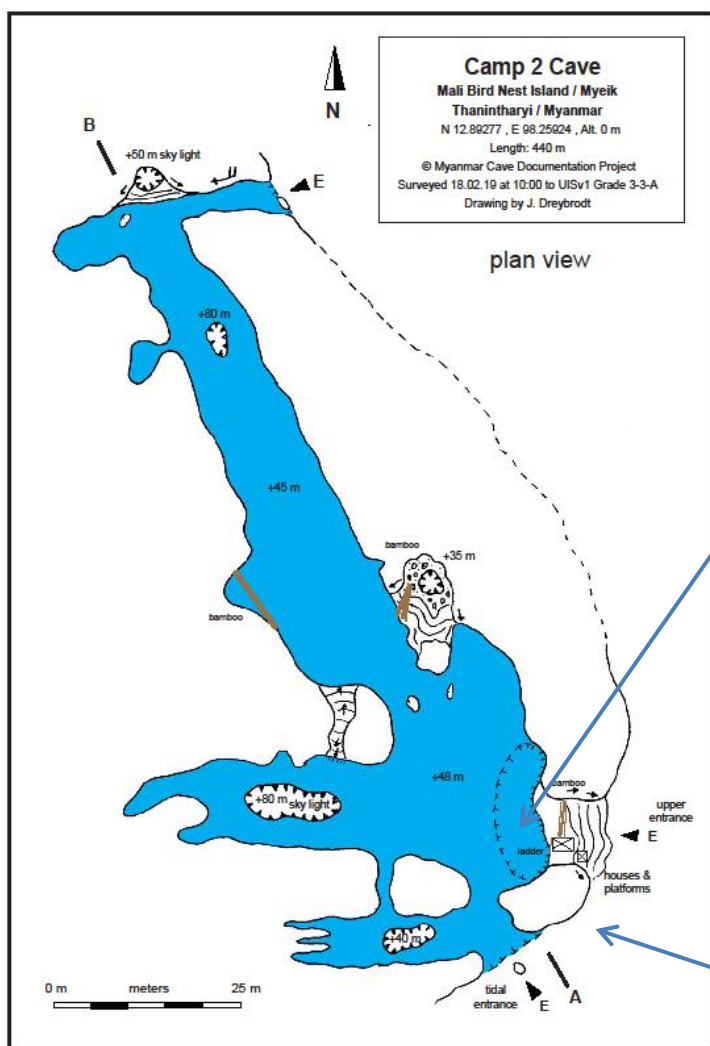 Camp 2 Cave
Mali Bird Nest Island / Myeik
Thanintharyi / Myanmar
N 12.89277 , E 98.25924 , Alt. 0 m
Length: 440 m
© Myanmar Cave Documentation Project
Surveyed 18.02.19 at 10:00 to UISv1 Grade 3-3-A
Drawing by J. Dreybrodt
N
plan view
B
+50 m sky light
E
+80 m
+45 m
bamboo
+35 m
bamboo
+48 m
bamboo
+80 m sky light
upper
entrance
E
ladder
houses &
platforms
+40 m
A
tidal
entrance
E
0 m meters 25 m